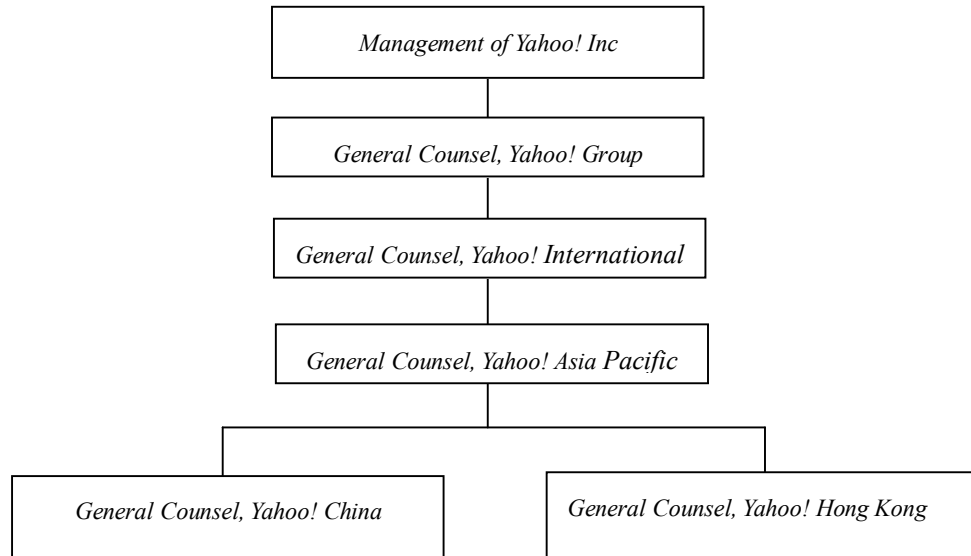 Management of Yahoo! Inc
General Counsel, Yahoo! Group
General Counsel, Yahoo! International
General Counsel, Yahoo! Asia Pacific
General Counsel, Yahoo! China
General Counsel, Yahoo! Hong Kong